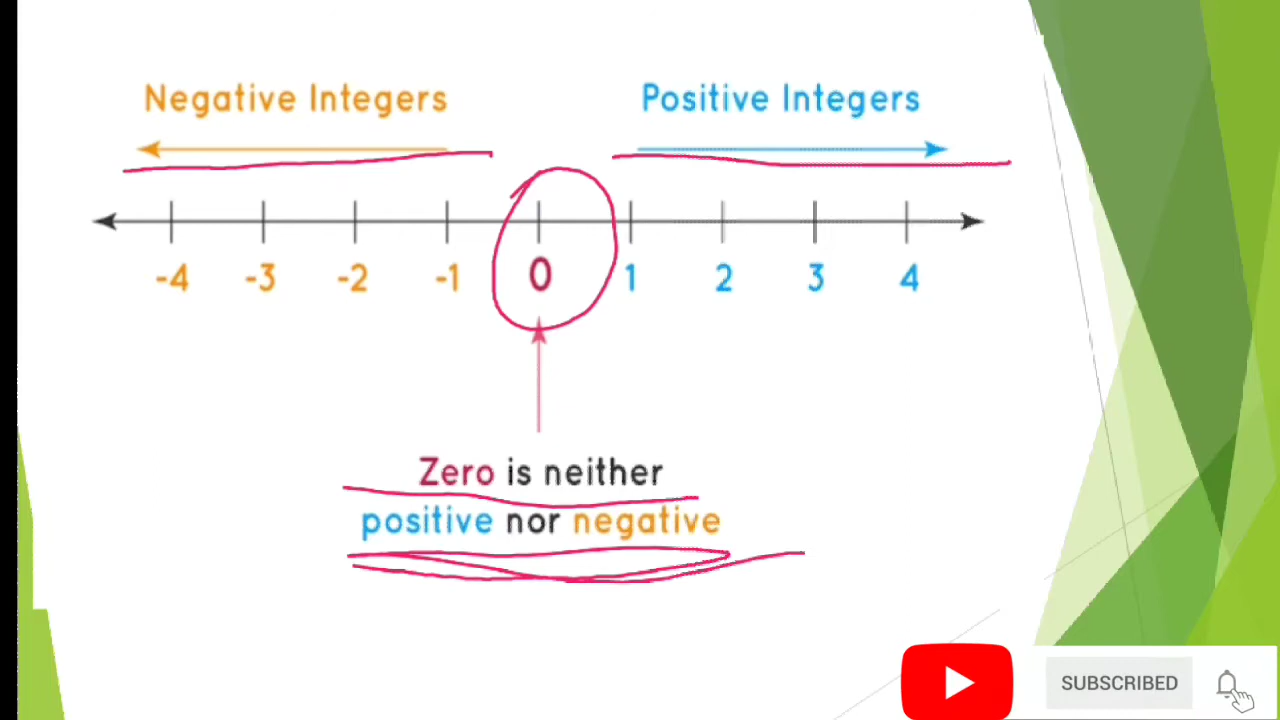 Negative Integers Positive Integers
-4 -3 -2 -1 0 1 2 3 4
Zero is neither
positive nor negative
SUBSCRIBED